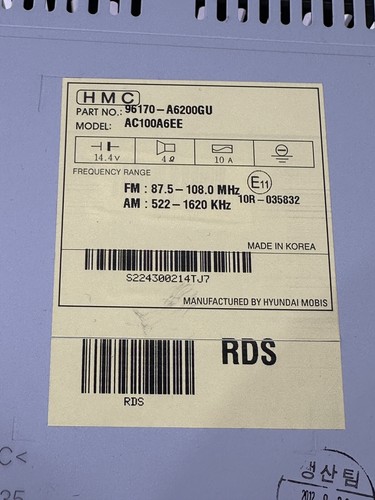 HMC
PART NO.: 96170-A6200GU
MODEL: AC100A6EE
14.4V 4Ω 10 A
FREQUENCY RANGE
FM : 87.5 – 108.0 MHz E11
AM : 522 – 1620 KHz 10R-035832
MADE IN KOREA
S224300214TJ7
MANUFACTURED BY HYUNDAI MOBIS
RDS
RDS
C<
35
생산팀